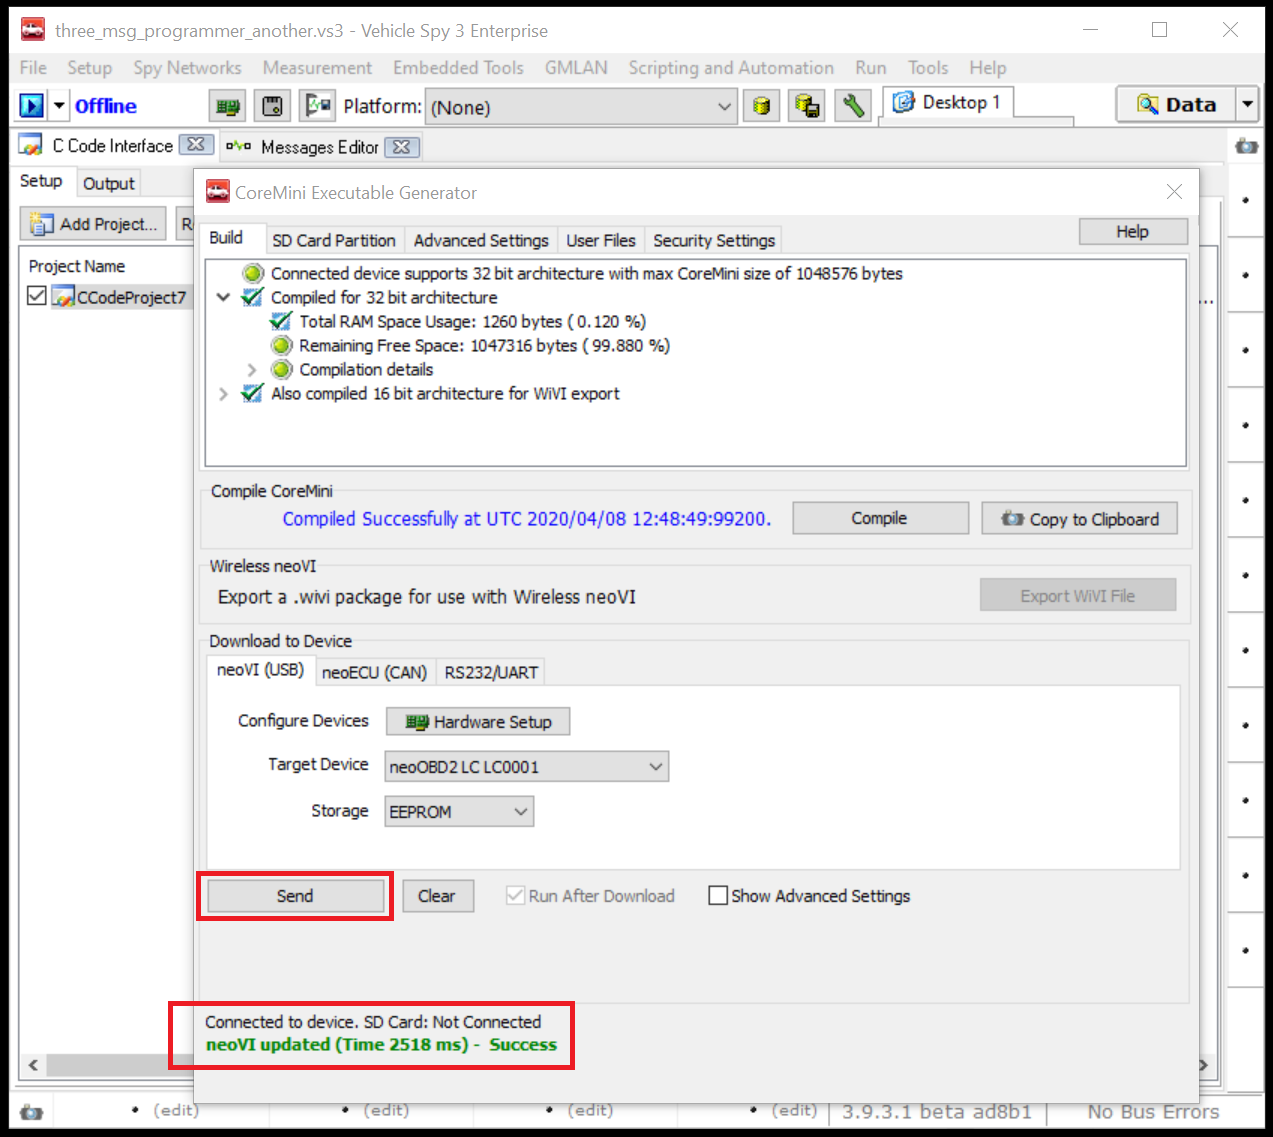 three_msg_programmer_another.vs3 - Vehicle Spy 3 Enterprise
File Setup Spy Networks Measurement Embedded Tools GMLAN Scripting and Automation Run Tools Help
Offline Platform: (None) Desktop 1 Data
C Code Interface Messages Editor
Setup Output
CoreMini Executable Generator
Add Project...
Help
Build SD Card Partition Advanced Settings User Files Security Settings
Project Name
CCodeProject7
...
Connected device supports 32 bit architecture with max CoreMini size of 1048576 bytes
Compiled for 32 bit architecture
Total RAM Space Usage: 1260 bytes ( 0.120 %)
Remaining Free Space: 1047316 bytes ( 99.880 %)
Compilation details
Also compiled 16 bit architecture for WiVI export
Compile CoreMini
Compiled Successfully at UTC 2020/04/08 12:48:49:99200. Compile Copy to Clipboard
Wireless neoVI
Export a .wivi package for use with Wireless neoVI Export WiVI File
Download to Device
neoVI (USB) neoECU (CAN) RS232/UART
Configure Devices Hardware Setup
Target Device neoOBD2 LC LC0001
Storage EEPROM
Send Clear Run After Download Show Advanced Settings
Connected to device. SD Card: Not Connected
neoVI updated (Time 2518 ms) - Success
(edit) (edit) (edit) (edit) 3.9.3.1 beta ad8b1 No Bus Errors